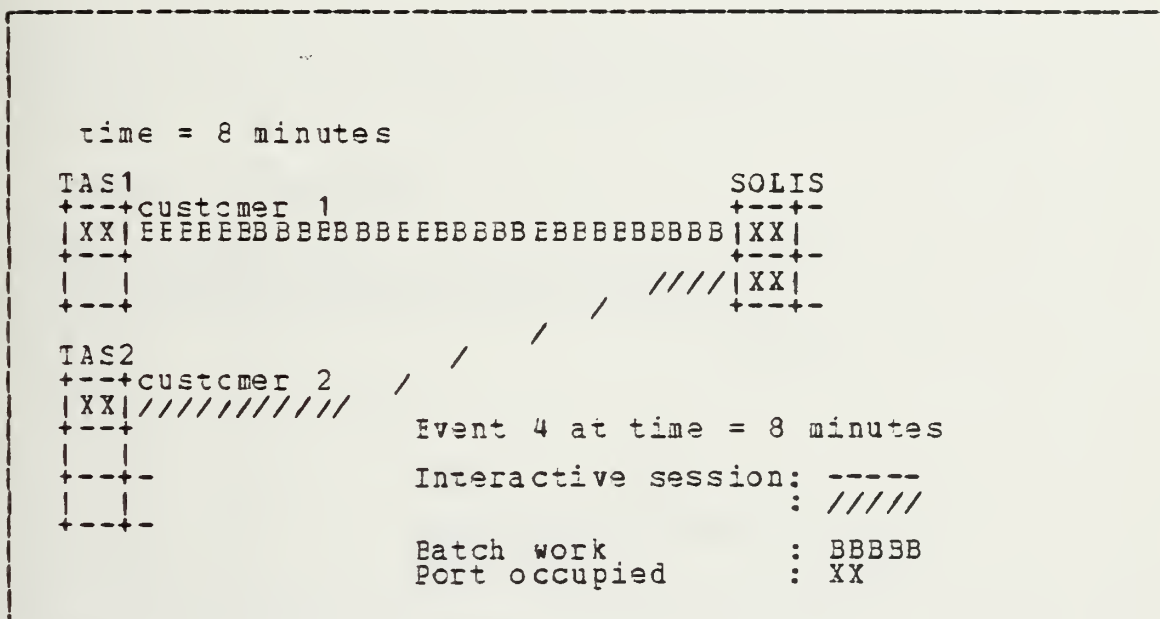 time = 8 minutes
TAS1 SOLIS
+--+customer 1 +--+-
|XX|BBBBBBBBBBBBBBBBBBBBBBBBBBBBBBBBB|XX|
+--+ +--+-
| | ////|XX|
+--+ / +--+-
/
TAS2 /
+--+customer 2 /
|XX|///////////
+--+ Event 4 at time = 8 minutes
| |
+--+- Interactive session: -----
| | : /////
+--+-
Batch work : BBBBB
Port occupied : XX